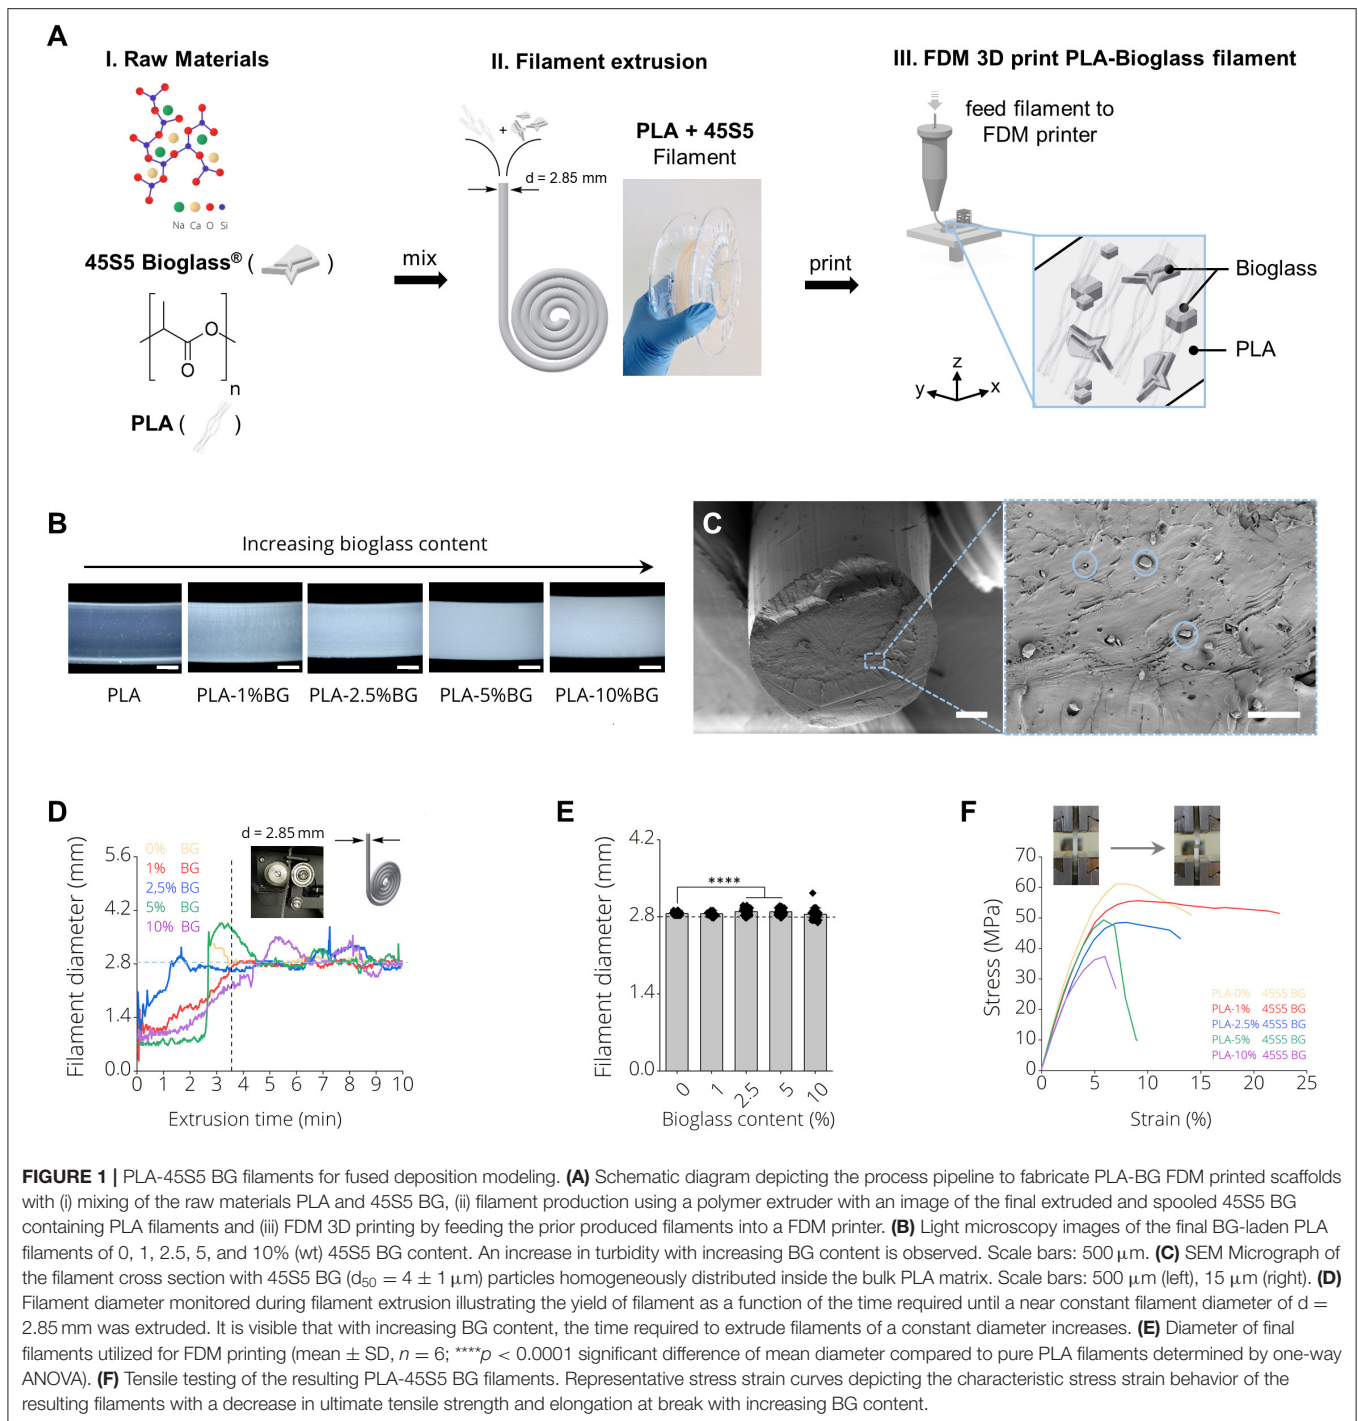 A
I. Raw Materials
Na Ca O Si
45S5 Bioglass® ( )
O
O
n
PLA ( )
mix
II. Filament extrusion
+
d = 2.85 mm
PLA + 45S5
Filament
print
III. FDM 3D print PLA-Bioglass filament
feed filament to
FDM printer
Bioglass
PLA
z
y
x
B
Increasing bioglass content
PLA
PLA-1%BG
PLA-2.5%BG
PLA-5%BG
PLA-10%BG
C
D
d = 2.85 mm
0% BG
1% BG
2,5% BG
5% BG
10% BG
Filament diameter (mm)
5.6
4.2
2.8
1.4
0.0
0 1 2 3 4 5 6 7 8 9 10
Extrusion time (min)
E
Filament diameter (mm)
4.2
2.8
1.4
0.0
****
0 1 2.5 5 10
Bioglass content (%)
F
Stress (MPa)
70
60
50
40
30
20
10
0
PLA-0% 45S5 BG
PLA-1% 45S5 BG
PLA-2.5% 45S5 BG
PLA-5% 45S5 BG
PLA-10% 45S5 BG
0 5 10 15 20 25
Strain (%)
FIGURE 1 | PLA-45S5 BG filaments for fused deposition modeling. (A) Schematic diagram depicting the process pipeline to fabricate PLA-BG FDM printed scaffolds
with (i) mixing of the raw materials PLA and 45S5 BG, (ii) filament production using a polymer extruder with an image of the final extruded and spooled 45S5 BG
containing PLA filaments and (iii) FDM 3D printing by feeding the prior produced filaments into a FDM printer. (B) Light microscopy images of the final BG-laden PLA
filaments of 0, 1, 2.5, 5, and 10% (wt) 45S5 BG content. An increase in turbidity with increasing BG content is observed. Scale bars: 500 μm. (C) SEM Micrograph of
the filament cross section with 45S5 BG (d₅₀ = 4 ± 1 μm) particles homogeneously distributed inside the bulk PLA matrix. Scale bars: 500 μm (left), 15 μm (right). (D)
Filament diameter monitored during filament extrusion illustrating the yield of filament as a function of the time required until a near constant filament diameter of d =
2.85 mm was extruded. It is visible that with increasing BG content, the time required to extrude filaments of a constant diameter increases. (E) Diameter of final
filaments utilized for FDM printing (mean ± SD, n = 6; ****p < 0.0001 significant difference of mean diameter compared to pure PLA filaments determined by one-way
ANOVA). (F) Tensile testing of the resulting PLA-45S5 BG filaments. Representative stress strain curves depicting the characteristic stress strain behavior of the
resulting filaments with a decrease in ultimate tensile strength and elongation at break with increasing BG content.